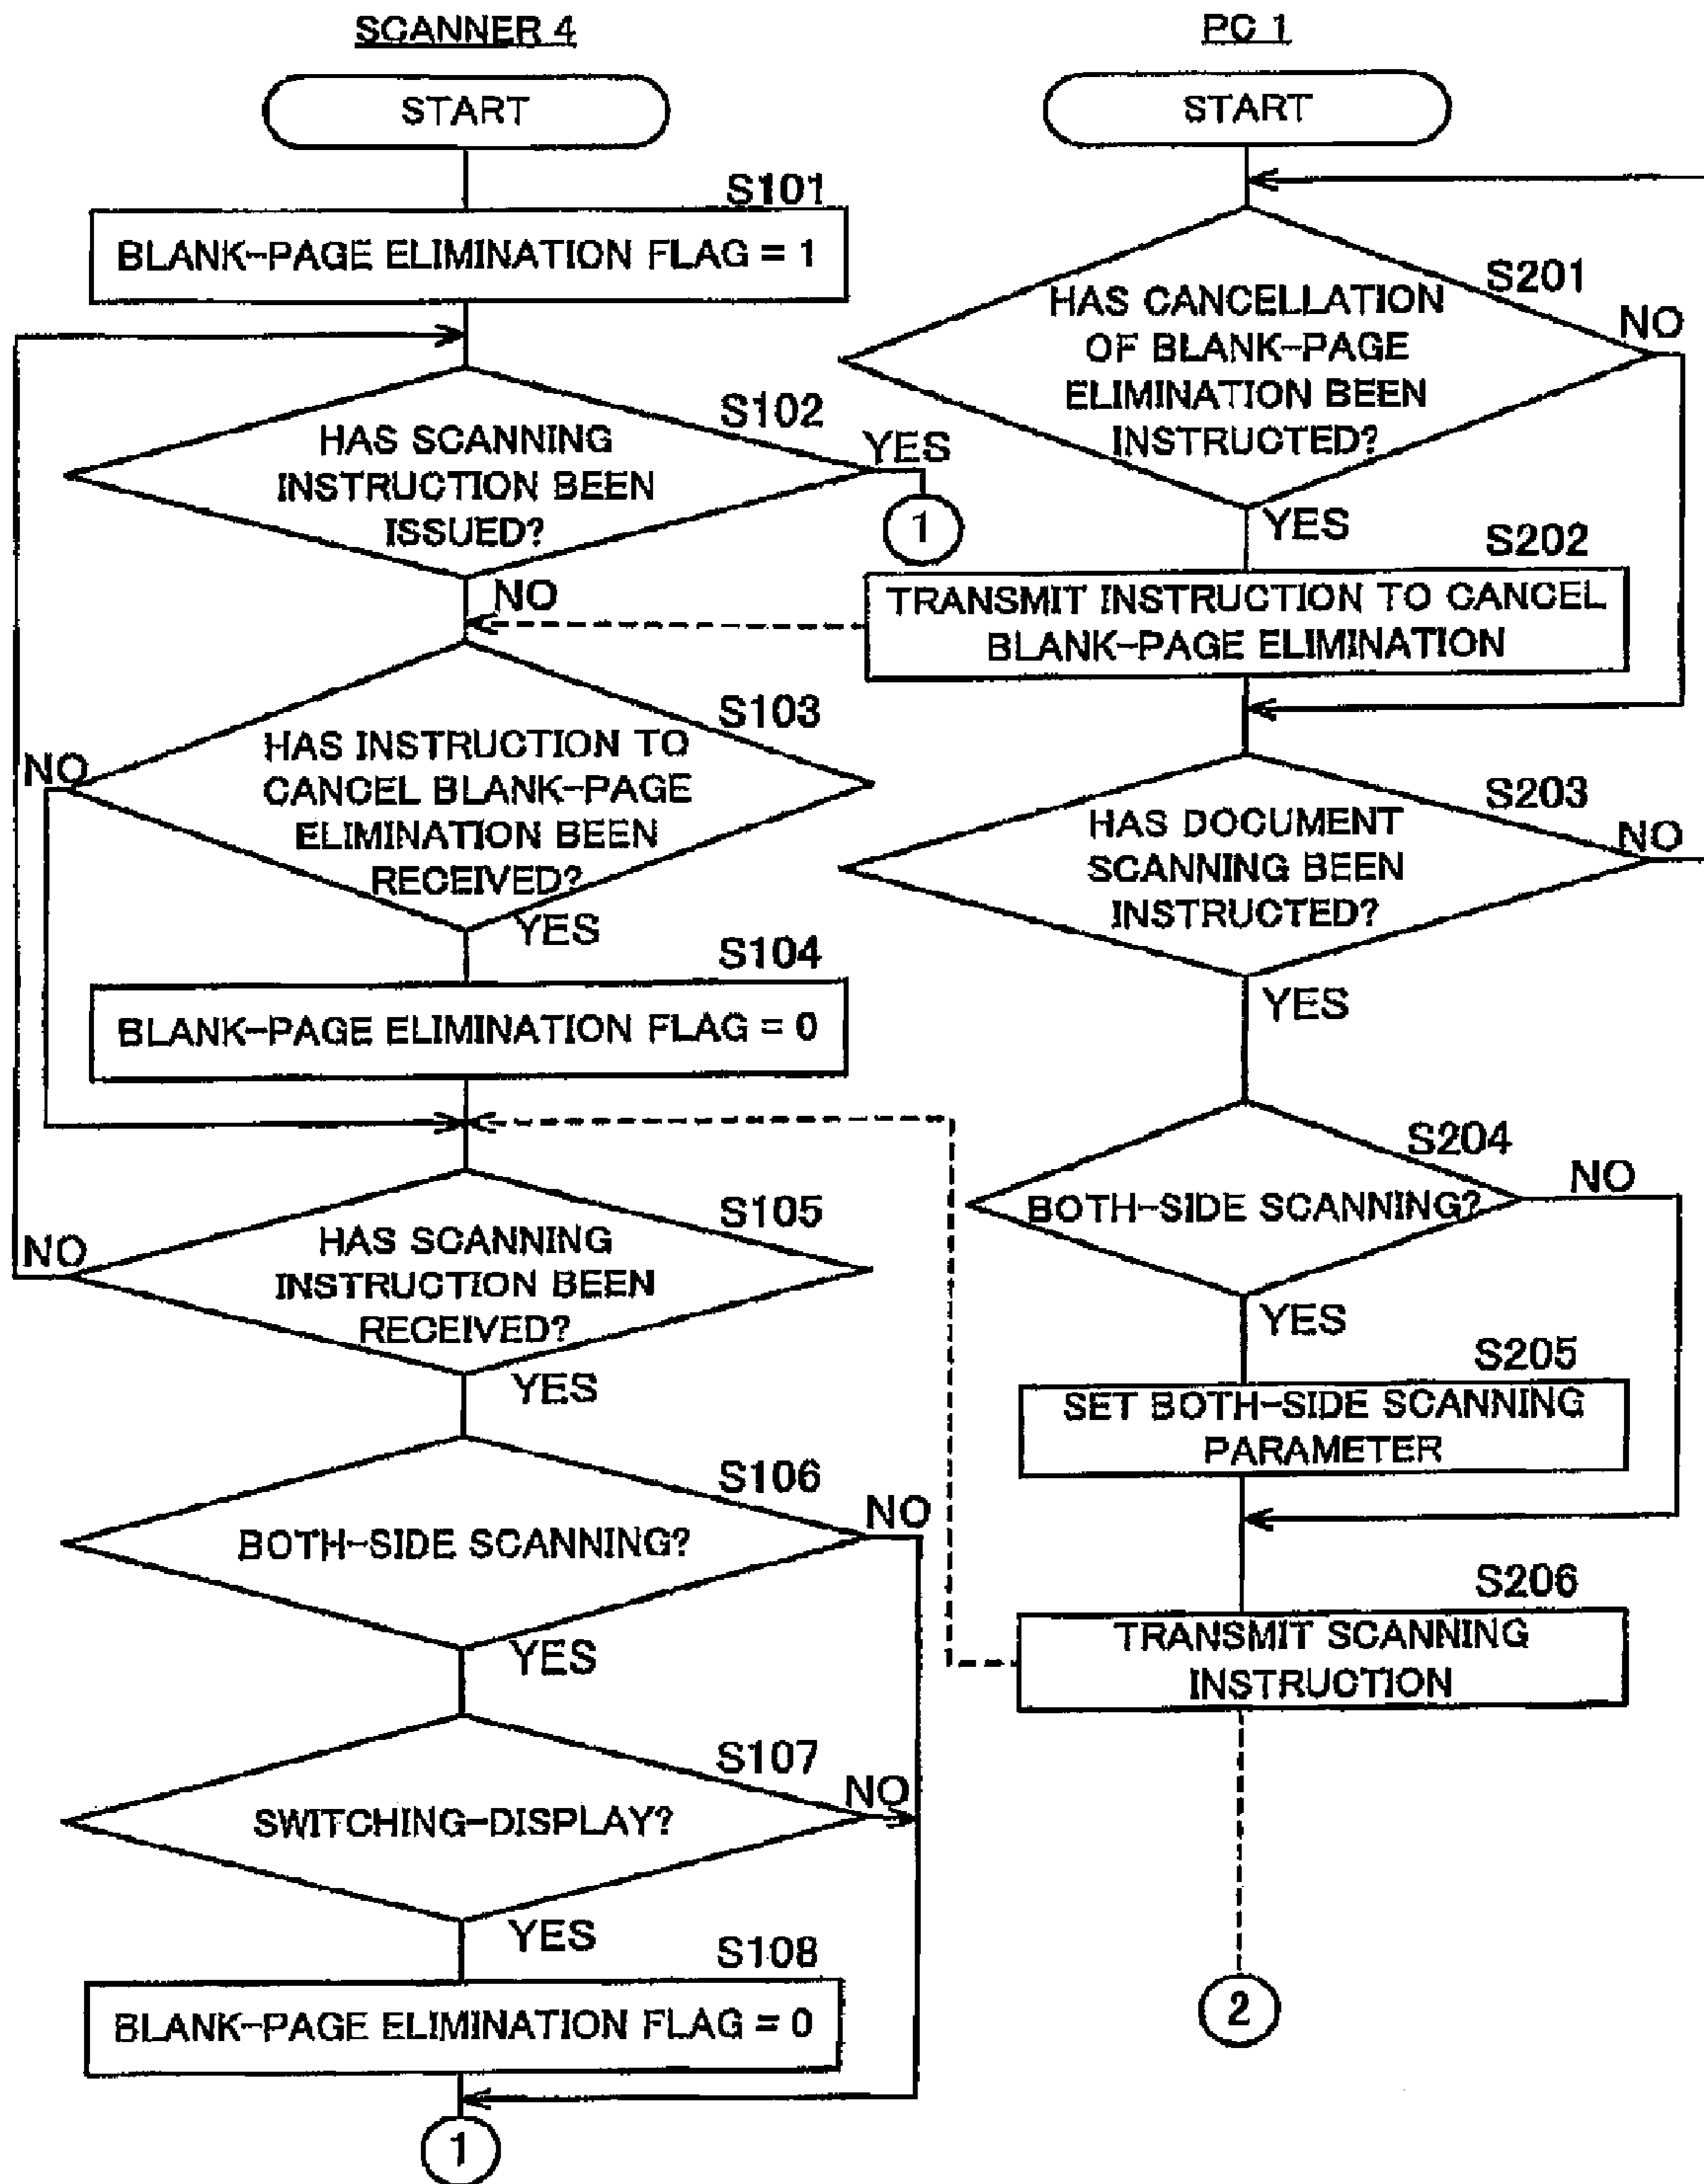 SCANNER 4
START
S101
BLANK-PAGE ELIMINATION FLAG = 1
S102
HAS SCANNING
INSTRUCTION BEEN
ISSUED?
YES
1
NO
S103
HAS INSTRUCTION TO
CANCEL BLANK-PAGE
ELIMINATION BEEN
RECEIVED?
NO
YES
S104
BLANK-PAGE ELIMINATION FLAG = 0
S105
HAS SCANNING
INSTRUCTION BEEN
RECEIVED?
NO
YES
S106
BOTH-SIDE SCANNING?
NO
YES
S107
SWITCHING-DISPLAY?
NO
YES
S108
BLANK-PAGE ELIMINATION FLAG = 0
1
PC 1
START
S201
HAS CANCELLATION
OF BLANK-PAGE
ELIMINATION BEEN
INSTRUCTED?
NO
YES
S202
TRANSMIT INSTRUCTION TO CANCEL
BLANK-PAGE ELIMINATION
S203
HAS DOCUMENT
SCANNING BEEN
INSTRUCTED?
NO
YES
S204
BOTH-SIDE SCANNING?
NO
YES
S205
SET BOTH-SIDE SCANNING
PARAMETER
S206
TRANSMIT SCANNING
INSTRUCTION
2